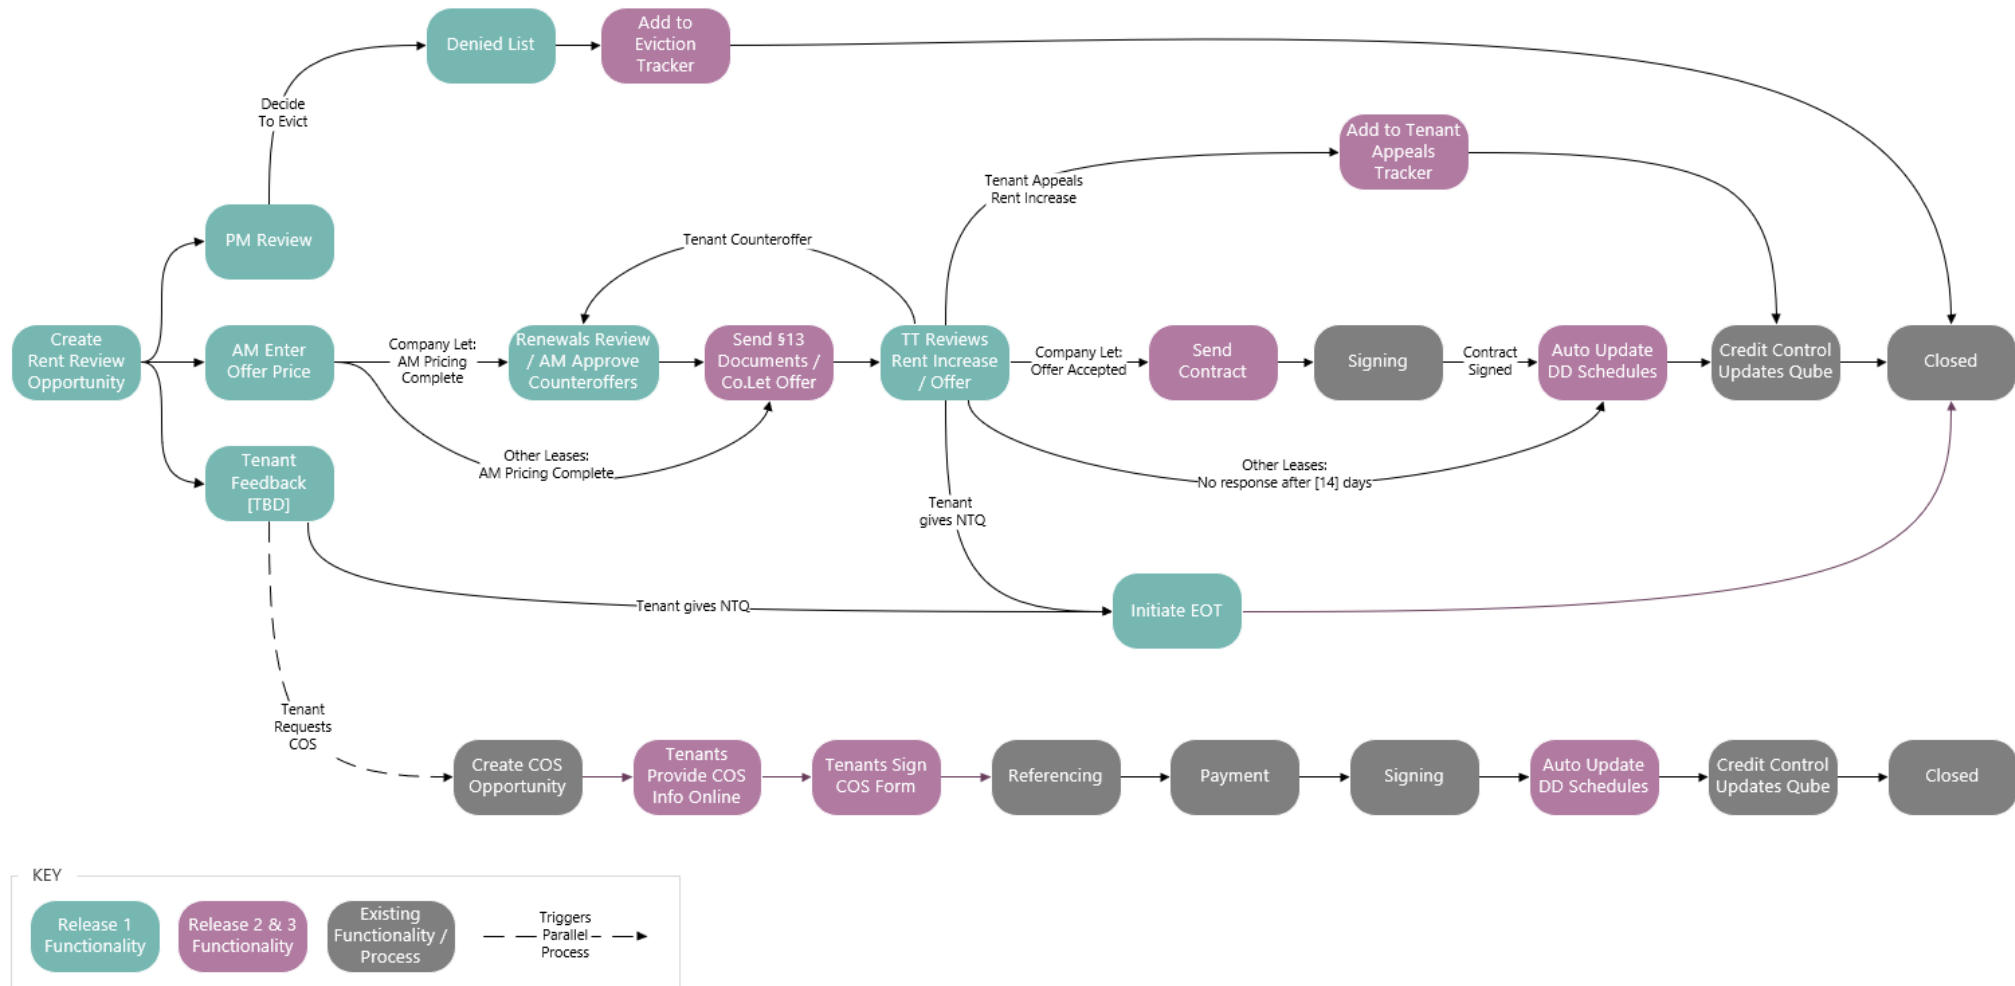 Denied List
Add to
Eviction
Tracker
Decide
To Evict
Add to Tenant
Appeals
Tracker
Tenant Appeals
Rent Increase
PM Review
Tenant Counteroffer
Create
Rent Review
Opportunity
AM Enter
Offer Price
Company Let:
AM Pricing
Complete
Renewals Review
/ AM Approve
Counteroffers
Send §13
Documents /
Co.Let Offer
TT Reviews
Rent Increase
/ Offer
Company Let:
Offer Accepted
Send
Contract
Signing
Contract
Signed
Auto Update
DD Schedules
Credit Control
Updates Qube
Closed
Other Leases:
AM Pricing Complete
Other Leases:
No response after [14] days
Tenant
Feedback
[TBD]
Tenant
gives NTQ
Tenant gives NTQ
Initiate EOT
Tenant
Requests
COS
Create COS
Opportunity
Tenants
Provide COS
Info Online
Tenants Sign
COS Form
Referencing
Payment
Signing
Auto Update
DD Schedules
Credit Control
Updates Qube
Closed
KEY
Release 1
Functionality
Release 2 & 3
Functionality
Existing
Functionality /
Process
Triggers
Parallel
Process